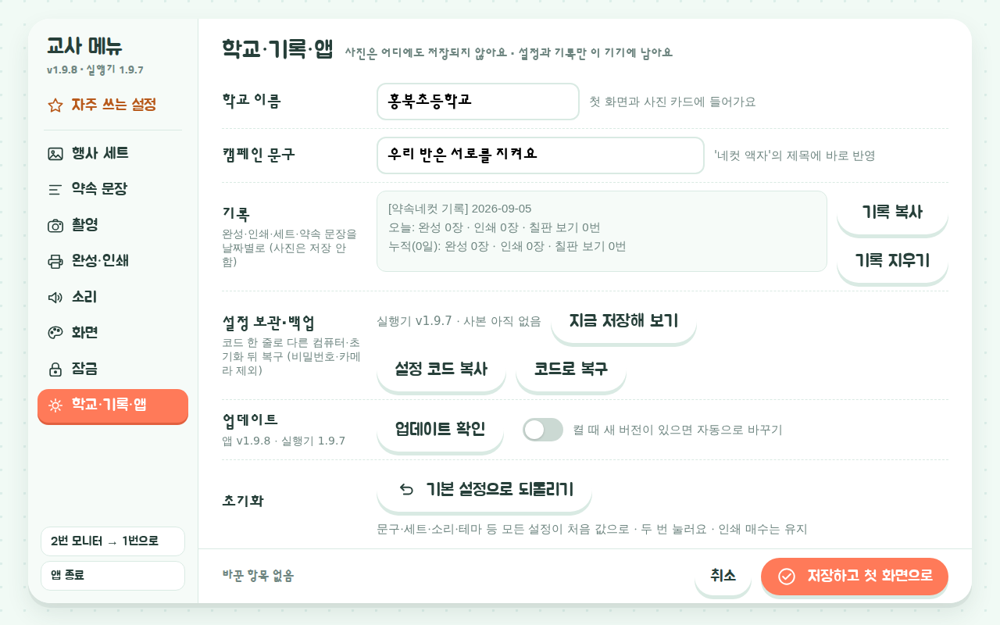 교사 메뉴
v1.9.8 · 실행기 1.9.7
자주 쓰는 설정
행사 세트
약속 문장
촬영
완성·인쇄
소리
화면
잠금
학교·기록·앱
2번 모니터 → 1번으로
앱 종료
학교·기록·앱 사진은 어디에도 저장되지 않아요 · 설정과 기록만 이 기기에 남아요
학교 이름 홍북초등학교 첫 화면과 사진 카드에 들어가요
캠페인 문구 우리 반은 서로를 지켜요 '네컷 액자'의 제목에 바로 반영
기록
완성·인쇄·세트·약속 문장을
날짜별로 (사진은 저장 안
함)
[약속네컷 기록] 2026-09-05
오늘: 완성 0장 · 인쇄 0장 · 칠판 보기 0번
누적(0일): 완성 0장 · 인쇄 0장 · 칠판 보기 0번
기록 복사
기록 지우기
설정 보관·백업
코드 한 줄로 다른 컴퓨터·초
기화 뒤 복구 (비밀번호·카메
라 제외)
실행기 v1.9.7 · 사본 아직 없음 지금 저장해 보기
설정 코드 복사 코드로 복구
업데이트
앱 v1.9.8 · 실행기 1.9.7
업데이트 확인 켤 때 새 버전이 있으면 자동으로 바꾸기
초기화
기본 설정으로 되돌리기
문구·세트·소리·테마 등 모든 설정이 처음 값으로 · 두 번 눌러요 · 인쇄 매수는 유지
바꾼 항목 없음 취소 저장하고 첫 화면으로